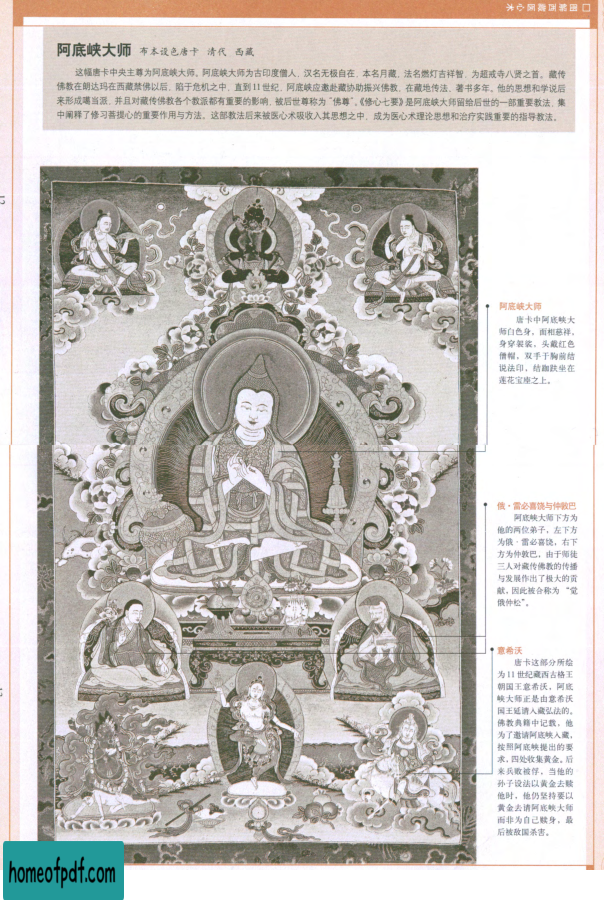 图解西藏医心术
阿底峡大师 布本设色唐卡 清代 西藏
这幅唐卡中央主尊为阿底峡大师。阿底峡大师为古印度僧人，汉名无极自在，本名月藏，法名燃灯吉祥智，为超戒寺八贤之首。藏传
佛教在朗达玛在西藏禁佛以后，陷于危机之中，直到11世纪，阿底峡应邀赴藏协助振兴佛教，在藏地传法、著书多年。他的思想和学说后
来形成噶当派，并且对藏传佛教各个教派都有重要的影响，被后世尊称为“佛尊”。《修心七要》是阿底峡大师留给后世的一部重要教法，集
中阐释了修习菩提心的重要作用与方法。这部教法后来被医心术吸收入其思想之中，成为医心术理论思想和治疗实践重要的指导教法。
阿底峡大师
唐卡中阿底峡大
师白色身，面相慈祥，
身穿袈裟，头戴红色
僧帽，双手于胸前结
说法印，结跏趺坐在
莲花宝座之上。
俄·雷必喜饶与仲敦巴
阿底峡大师下方为
他的两位弟子，左下方
为俄·雷必喜饶，右下
方为仲敦巴，由于师徒
三人对藏传佛教的传播
与发展作出了极大的贡
献，因此被合称为“觉
俄仲松”。
意希沃
唐卡这部分所绘
为11世纪藏西古格王
朝国王意希沃，阿底
峡大师正是由意希沃
国王延请入藏弘法的。
佛教典籍中记载，他
为了邀请阿底峡入藏，
按照阿底峡提出的要
求，四处收集黄金。后
来兵败被俘，当他的
孙子设法以黄金去赎
他时，他仍坚持要以
黄金去请阿底峡大师
而非为自己赎身，最
后被敌国杀害。
homeofpdf.com